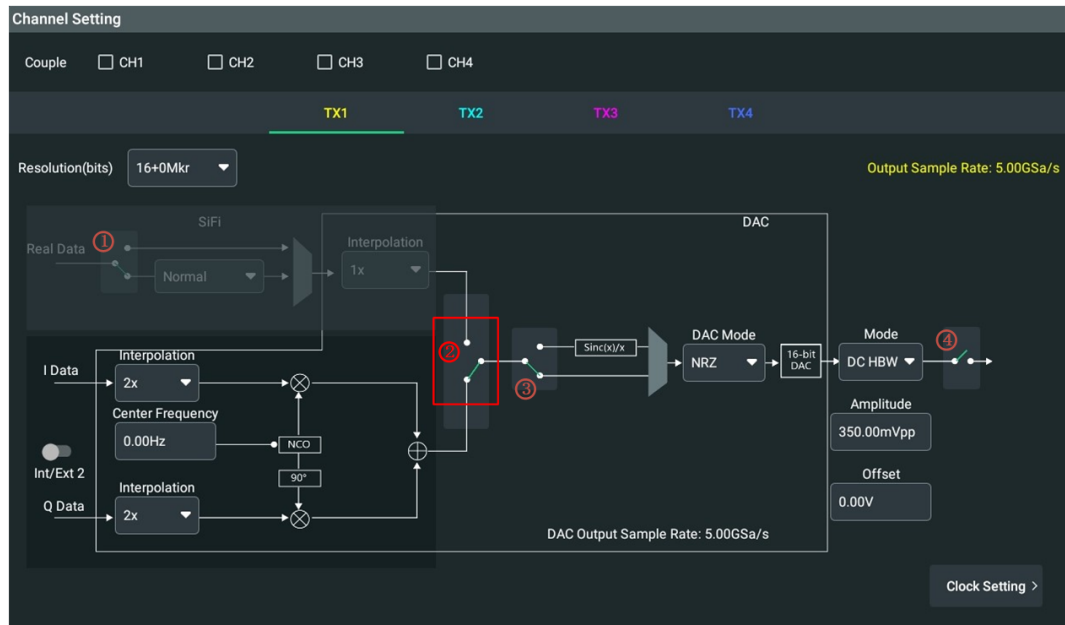 Channel Setting
Couple CH1 CH2 CH3 CH4
TX1 TX2 TX3 TX4
Resolution(bits) 16+0Mkr Output Sample Rate: 5.00GSa/s
SiFi DAC
Real Data ① Interpolation
Normal 1x
② Sinc(x)/x DAC Mode Mode ④
NRZ 16-bit DAC DC HBW
③
Interpolation
I Data 2x Amplitude
Center Frequency 350.00mVpp
0.00Hz NCO
Int/Ext 2 90° Offset
Interpolation 0.00V
Q Data 2x
DAC Output Sample Rate: 5.00GSa/s
Clock Setting >